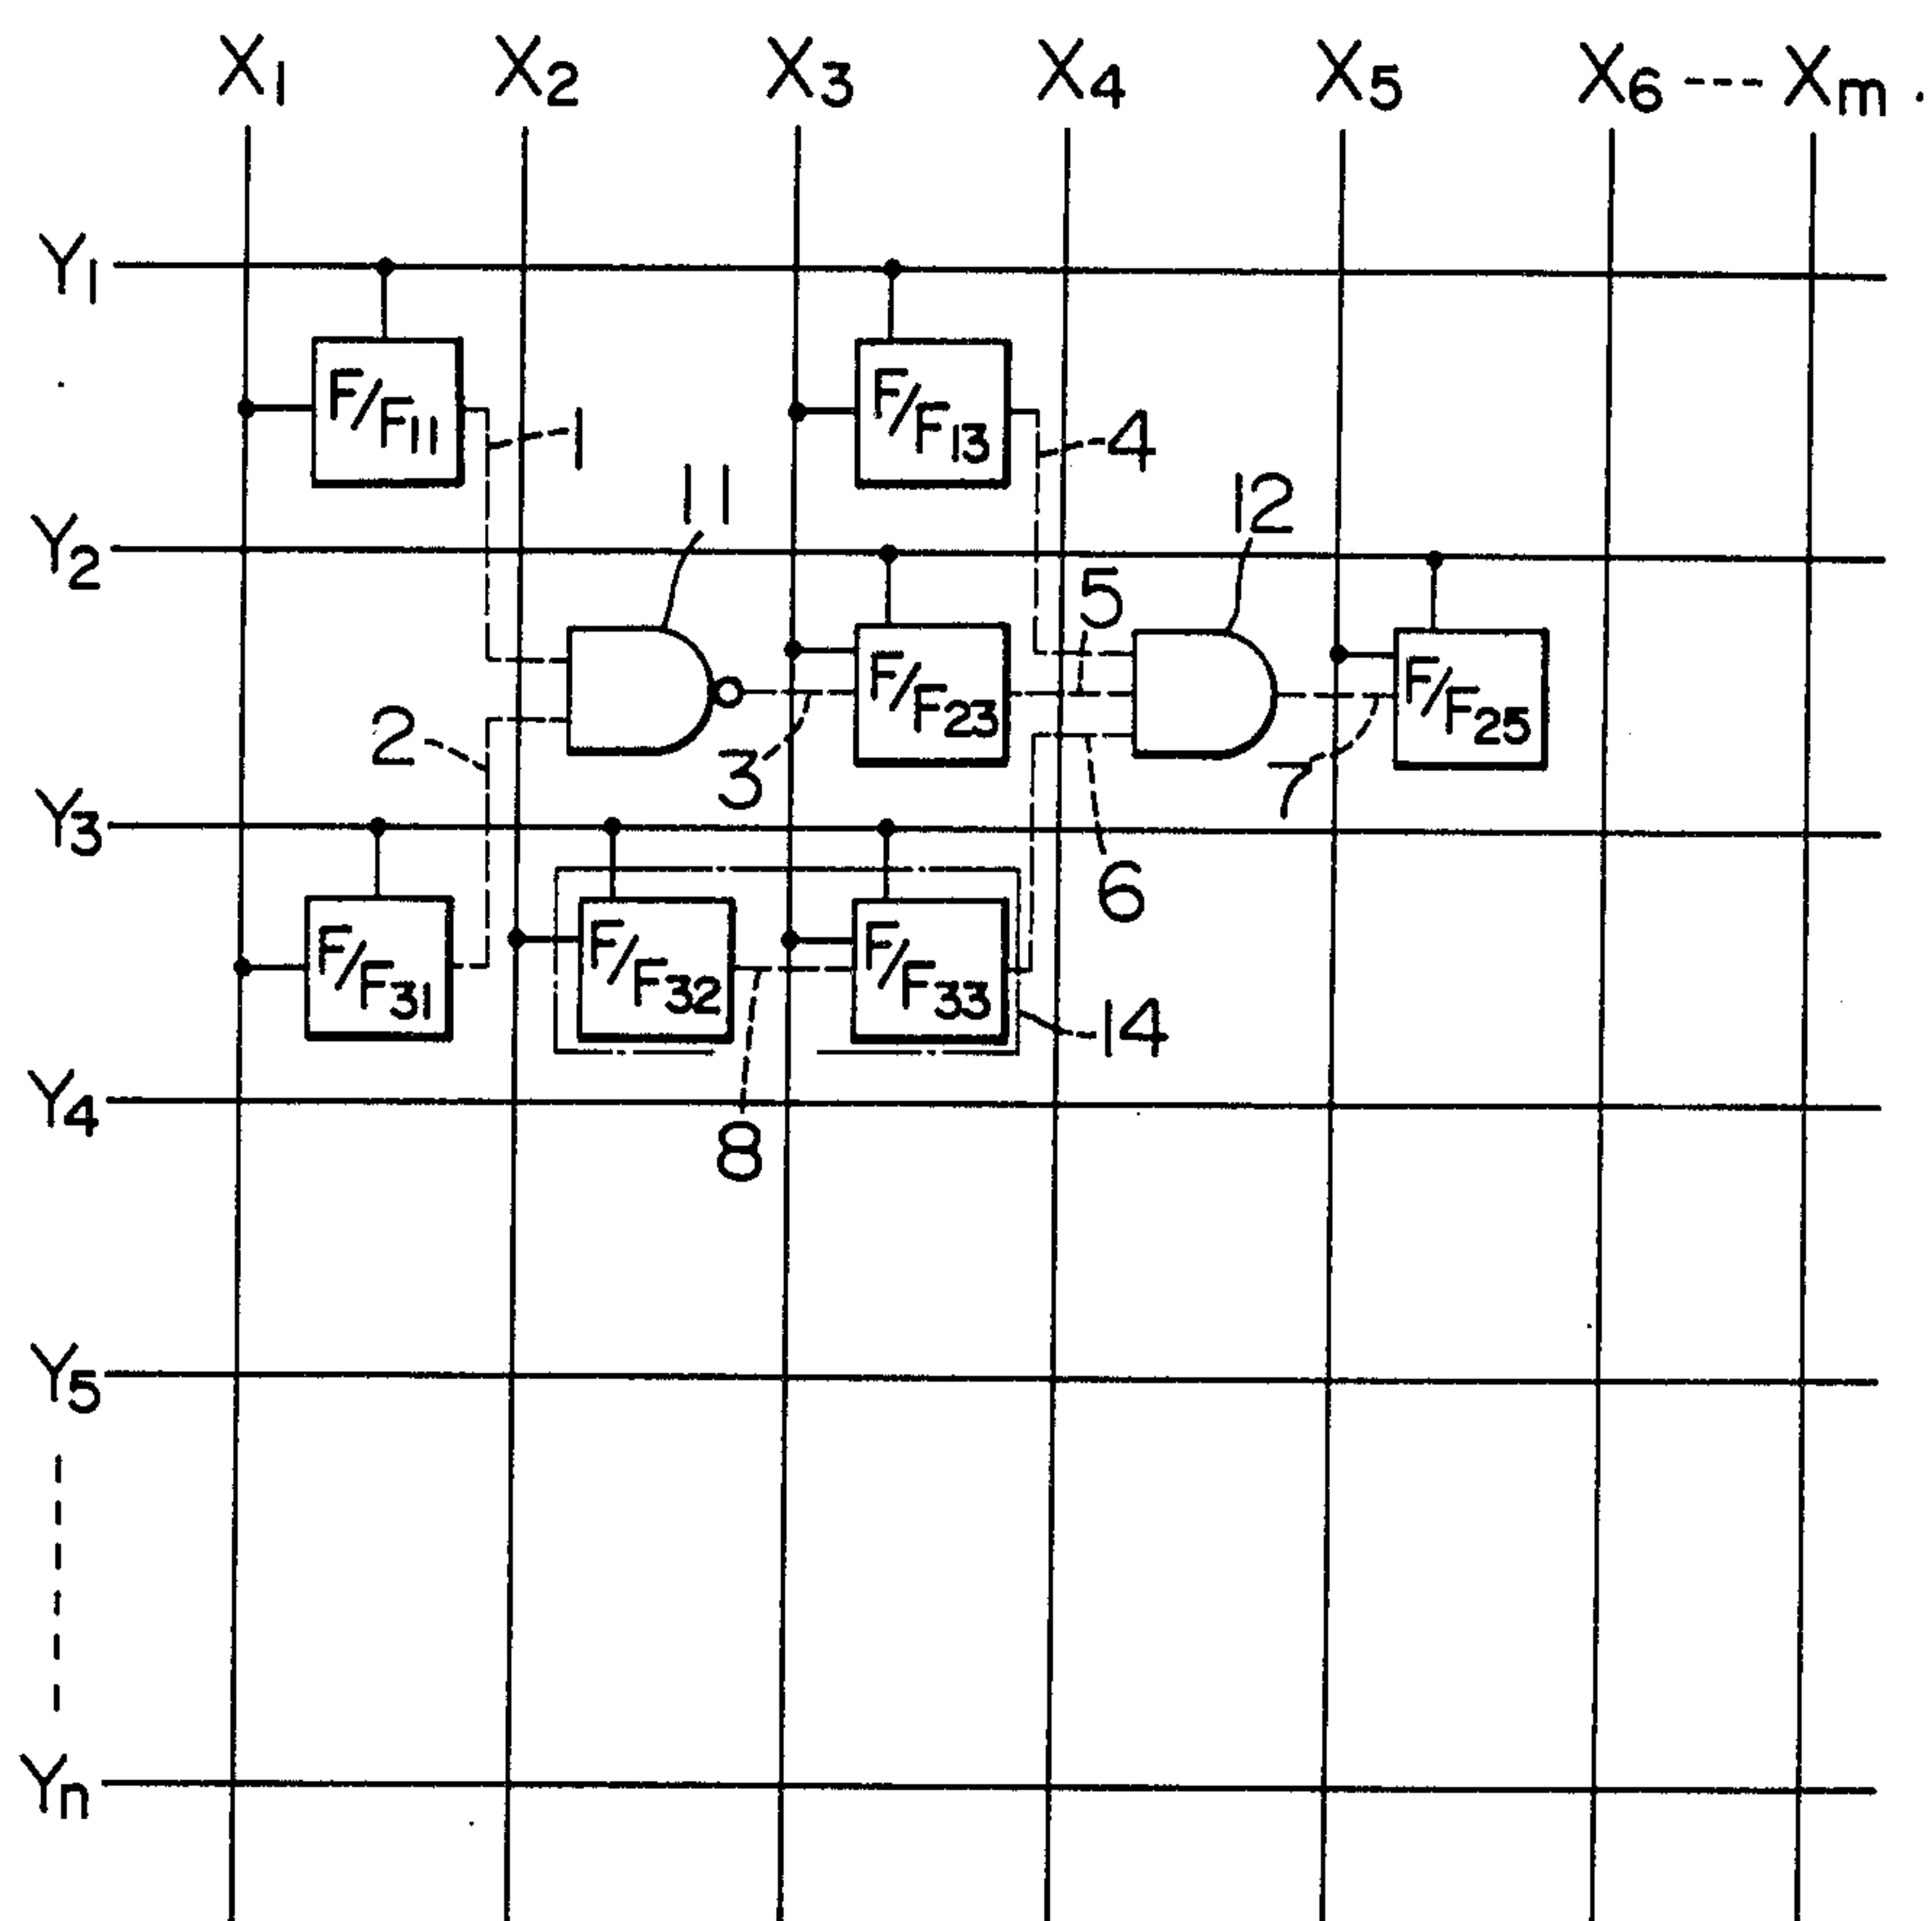 X1 X2 X3 X4 X5 X6 ---- Xm
Y1
F/F11 1 F/F13 4
11 12
Y2
5
F/F23 F/F25
2 3 7
Y3
6
F/F31 F/F32 F/F33
14
Y4
8
Y5
Yn